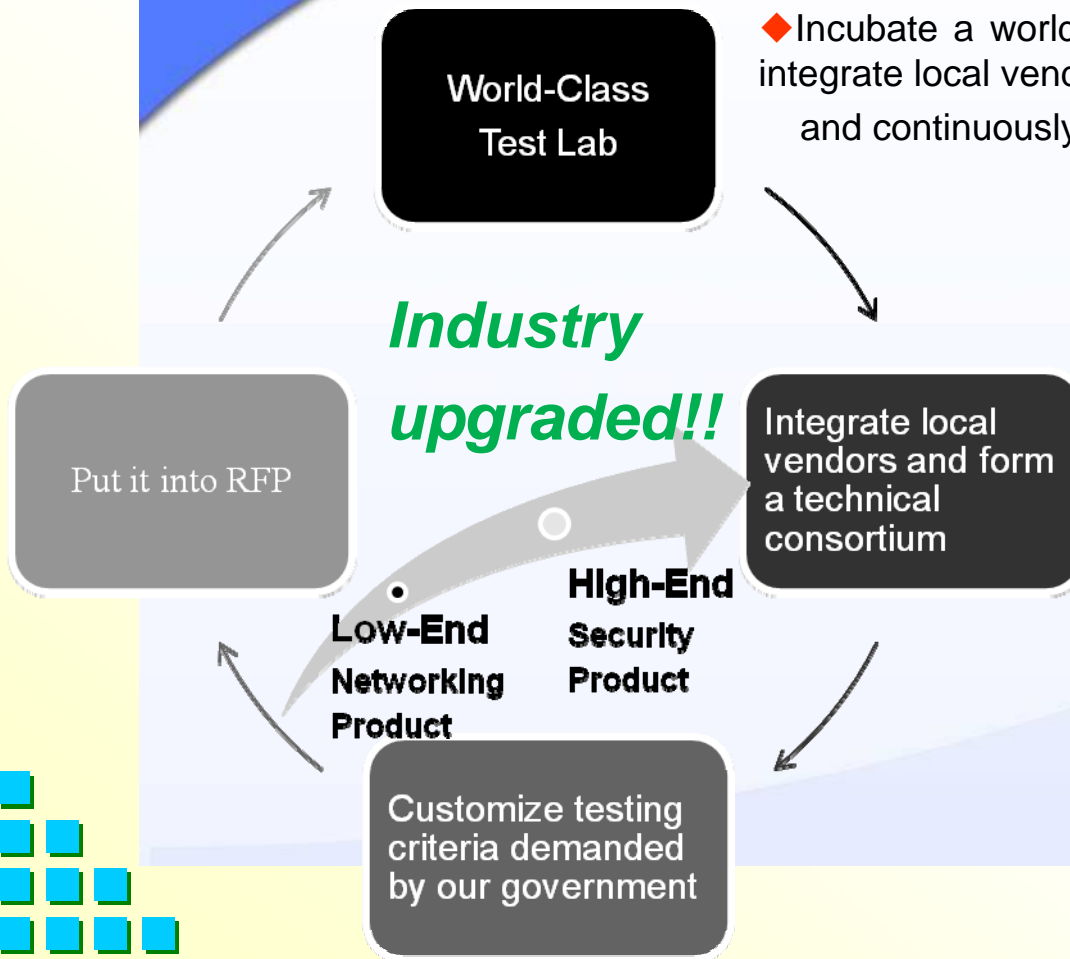 World-Class
Test Lab
◆Incubate a world
integrate local vend
and continuously
Industry
upgraded!!
Put it into RFP
Integrate local
vendors and form
a technical
consortium
Low-End
Networking
Product
High-End
Security
Product
Customize testing
criteria demanded
by our government